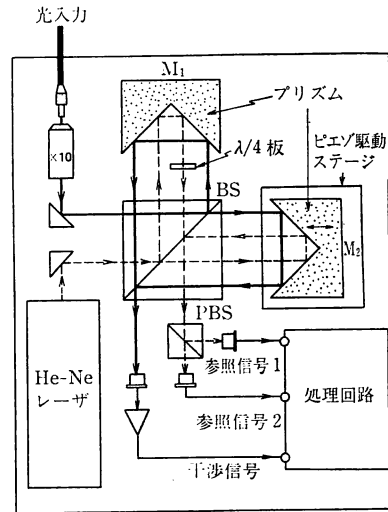 光入力
M₁
プリズム
×10
λ/4 板
ピエゾ駆動
ステージ
BS
M₂
PBS
He-Ne
レーザ
参照信号1
処理回路
参照信号2
干渉信号